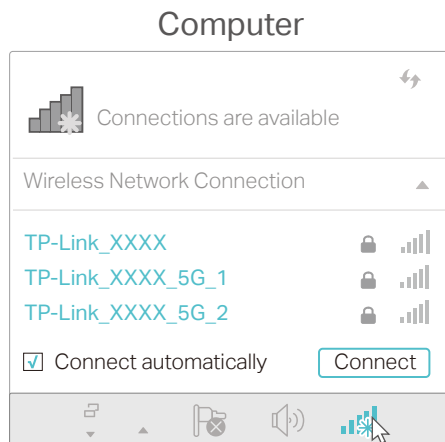 Computer
Connections are available
Wireless Network Connection
TP-Link_XXXX
TP-Link_XXXX_5G_1
TP-Link_XXXX_5G_2
Connect automatically
Connect